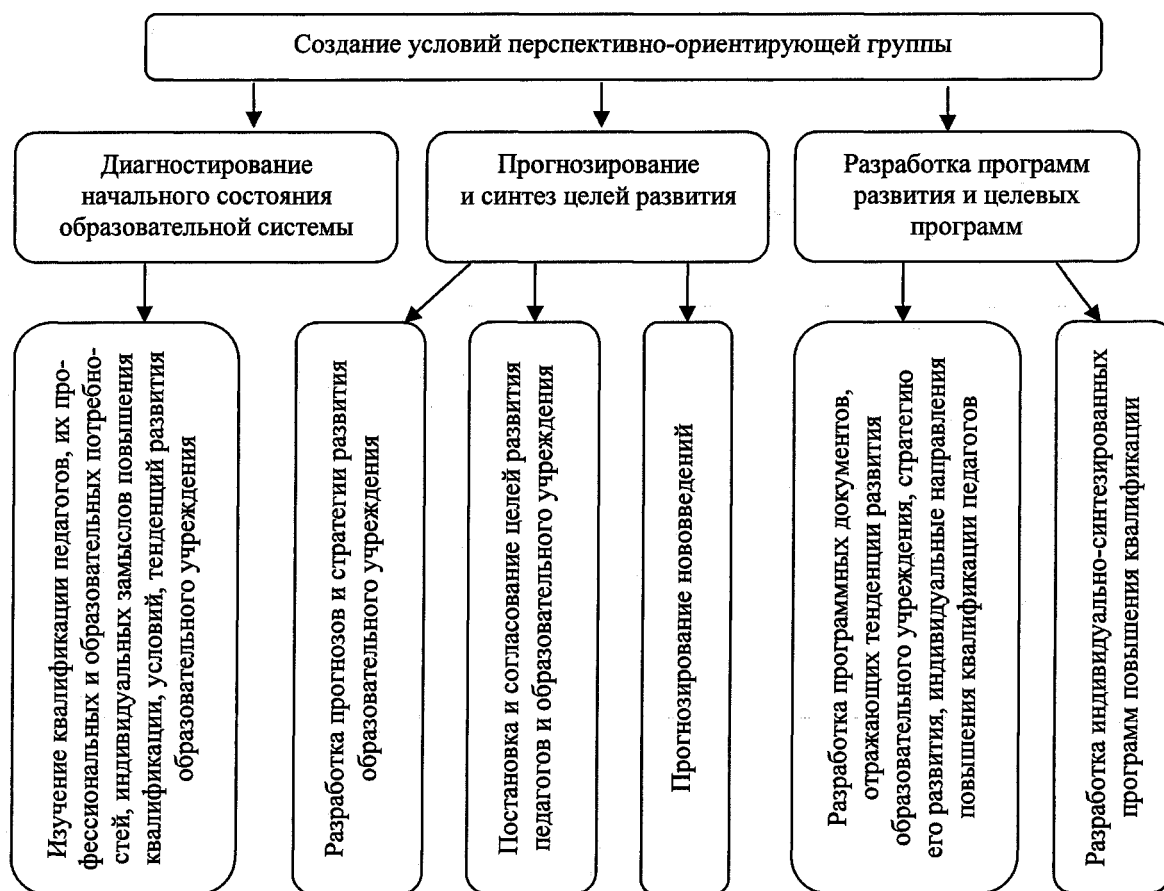 Создание условий перспективно-ориентирующей группы
Диагностирование
начального состояния
образовательной системы
Прогнозирование
и синтез целей развития
Разработка программ
развития и целевых
программ
Изучение квалификации педагогов, их про-
фессиональных и образовательных потребно-
стей, индивидуальных замыслов повышения
квалификации, условий, тенденций развития
образовательного учреждения
Разработка прогнозов и стратегии развития
образовательного учреждения
Постановка и согласование целей развития
педагогов и образовательного учреждения
Прогнозирование нововведений
Разработка программных документов,
отражающих тенденции развития
образовательного учреждения, стратегию
его развития, индивидуальные направления
повышения квалификации педагогов
Разработка индивидуально-синтезированных
программ повышения квалификации